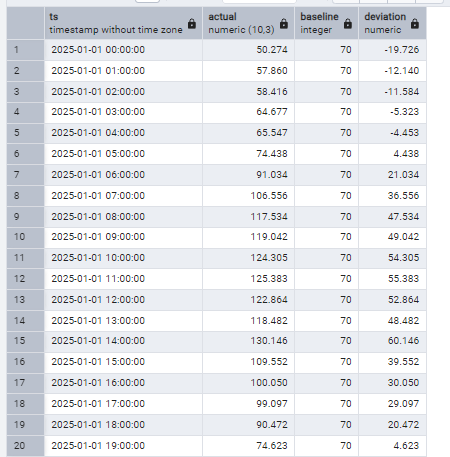 ts actual baseline deviation
timestamp without time zone numeric (10,3) integer numeric
1 2025-01-01 00:00:00 50.274 70 -19.726
2 2025-01-01 01:00:00 57.860 70 -12.140
3 2025-01-01 02:00:00 58.416 70 -11.584
4 2025-01-01 03:00:00 64.677 70 -5.323
5 2025-01-01 04:00:00 65.547 70 -4.453
6 2025-01-01 05:00:00 74.438 70 4.438
7 2025-01-01 06:00:00 91.034 70 21.034
8 2025-01-01 07:00:00 106.556 70 36.556
9 2025-01-01 08:00:00 117.534 70 47.534
10 2025-01-01 09:00:00 119.042 70 49.042
11 2025-01-01 10:00:00 124.305 70 54.305
12 2025-01-01 11:00:00 125.383 70 55.383
13 2025-01-01 12:00:00 122.864 70 52.864
14 2025-01-01 13:00:00 118.482 70 48.482
15 2025-01-01 14:00:00 130.146 70 60.146
16 2025-01-01 15:00:00 109.552 70 39.552
17 2025-01-01 16:00:00 100.050 70 30.050
18 2025-01-01 17:00:00 99.097 70 29.097
19 2025-01-01 18:00:00 90.472 70 20.472
20 2025-01-01 19:00:00 74.623 70 4.623